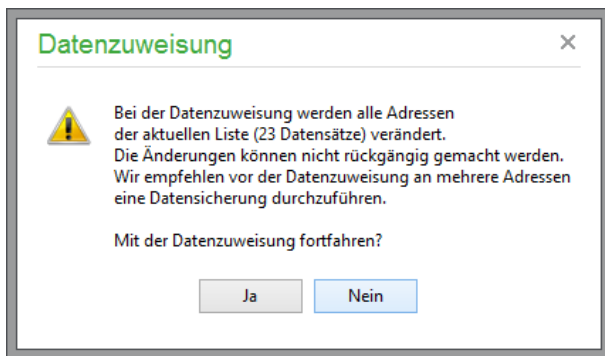 Datenzuweisung
Bei der Datenzuweisung werden alle Adressen
der aktuellen Liste (23 Datensätze) verändert.
Die Änderungen können nicht rückgängig gemacht werden.
Wir empfehlen vor der Datenzuweisung an mehrere Adressen
eine Datensicherung durchzuführen.
Mit der Datenzuweisung fortfahren?
Ja Nein